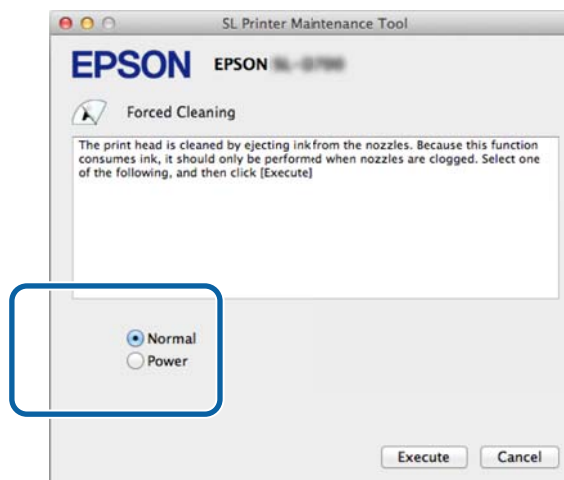 SL Printer Maintenance Tool
EPSON EPSON
Forced Cleaning
The print head is cleaned by ejecting ink from the nozzles. Because this function
consumes ink, it should only be performed when nozzles are clogged. Select one
of the following, and then click [Execute]
Normal
Power
Execute Cancel